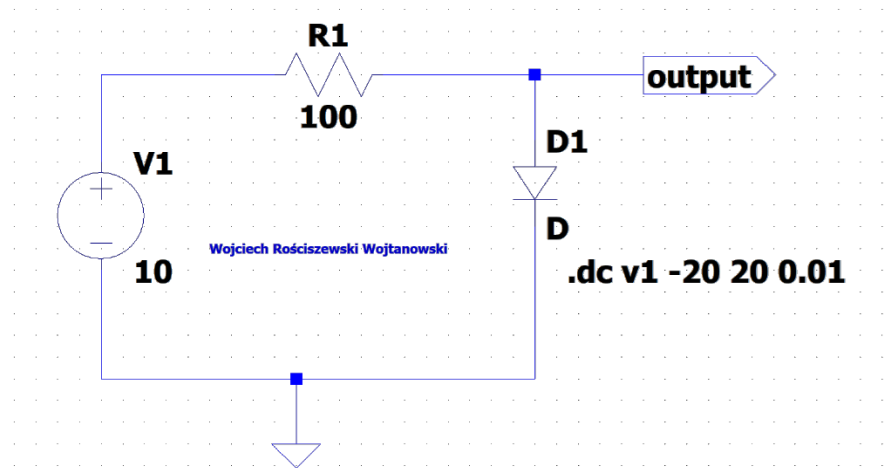 R1
100
output
V1
10
D1
D
Wojciech Rościszewski Wojtanowski
.dc v1 -20 20 0.01